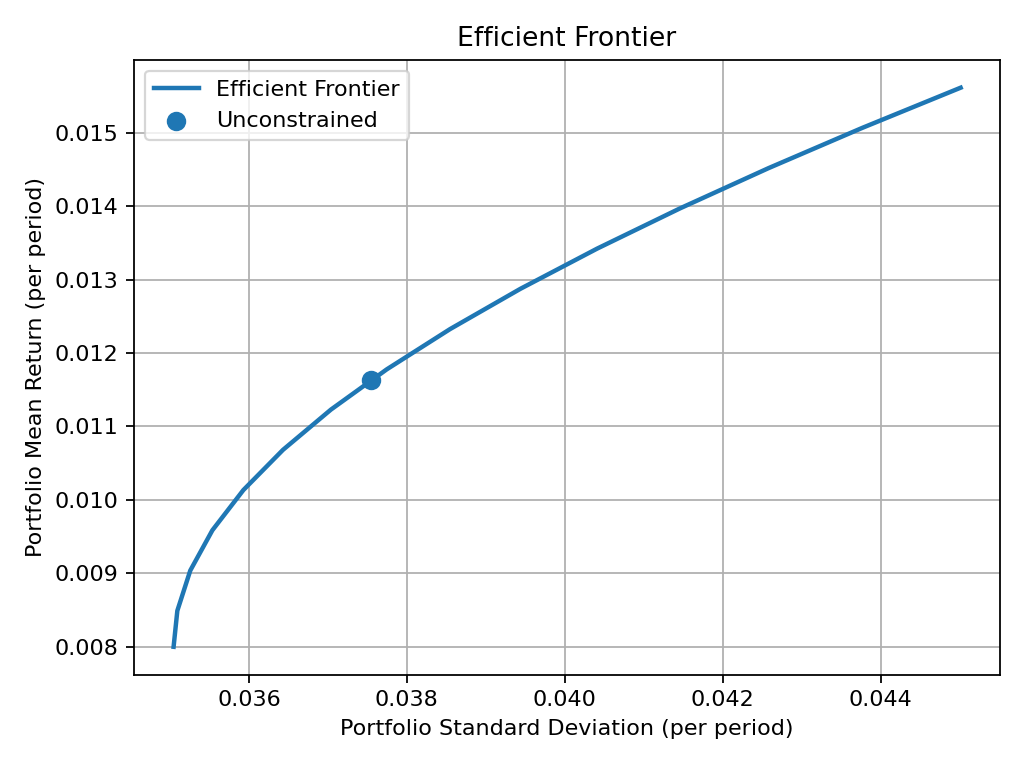 Efficient Frontier
Efficient Frontier
Unconstrained
Portfolio Mean Return (per period)
0.015
0.014
0.013
0.012
0.011
0.010
0.009
0.008
0.036 0.038 0.040 0.042 0.044
Portfolio Standard Deviation (per period)